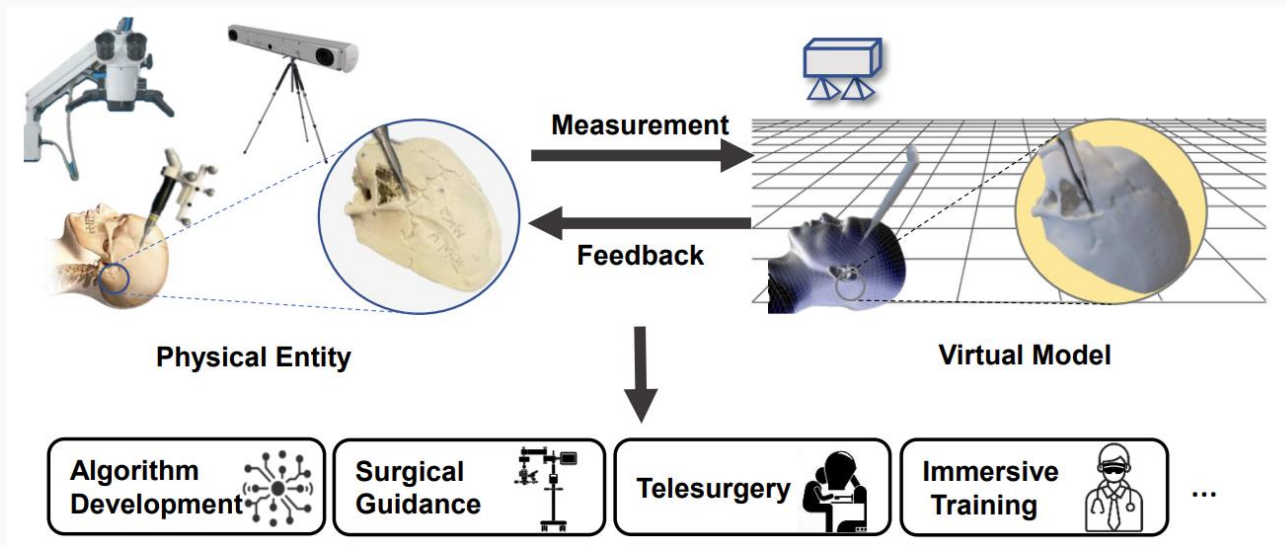 Measurement
Feedback
Physical Entity
Virtual Model
Algorithm
Development
Surgical
Guidance
Telesurgery
Immersive
Training
...